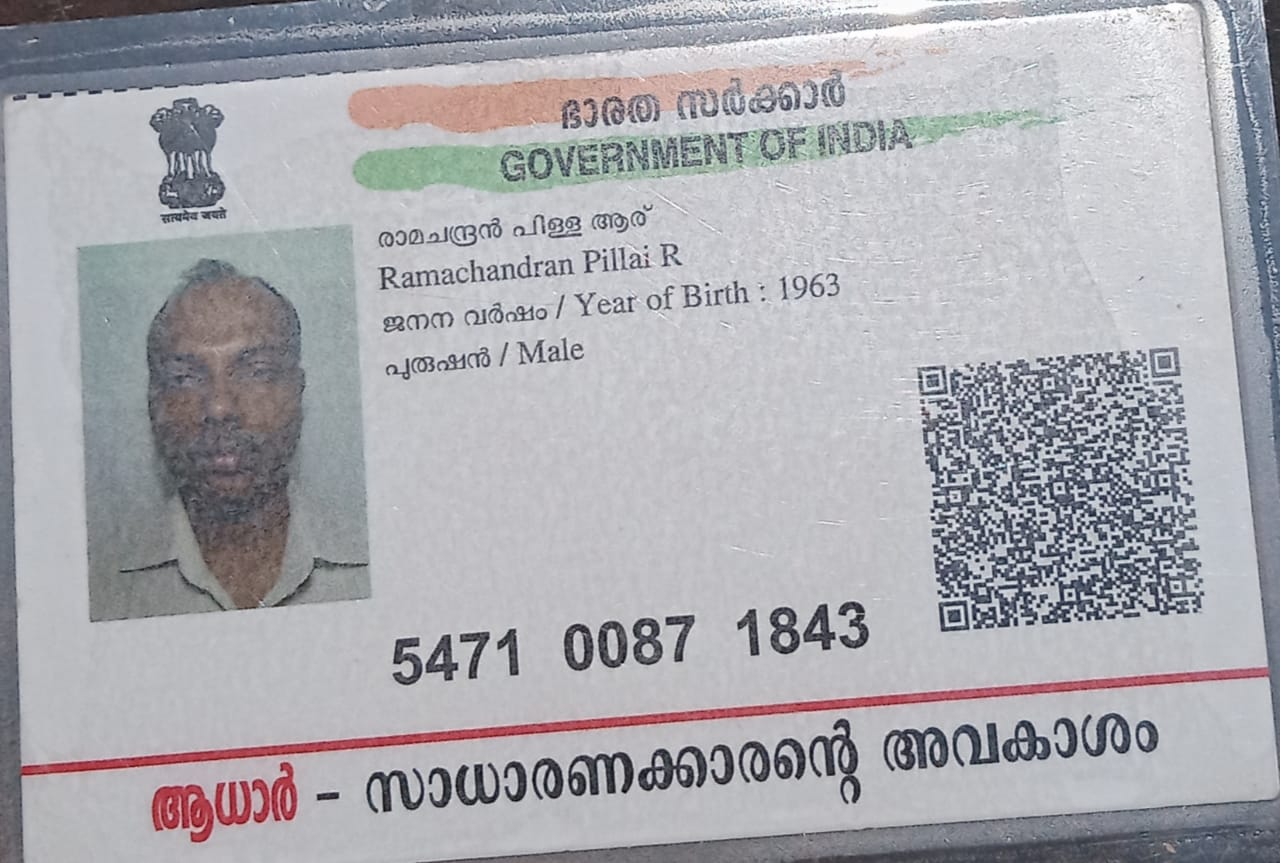 ഭാരത സർക്കാർ
GOVERNMENT OF INDIA
सत्यमेव जयते
രാമചന്ദ്രൻ പിള്ള ആര്
Ramachandran Pillai R
ജനന വർഷം / Year of Birth : 1963
പുരുഷൻ / Male
5471 0087 1843
ആധാർ - സാധാരണക്കാരന്റെ അവകാശം